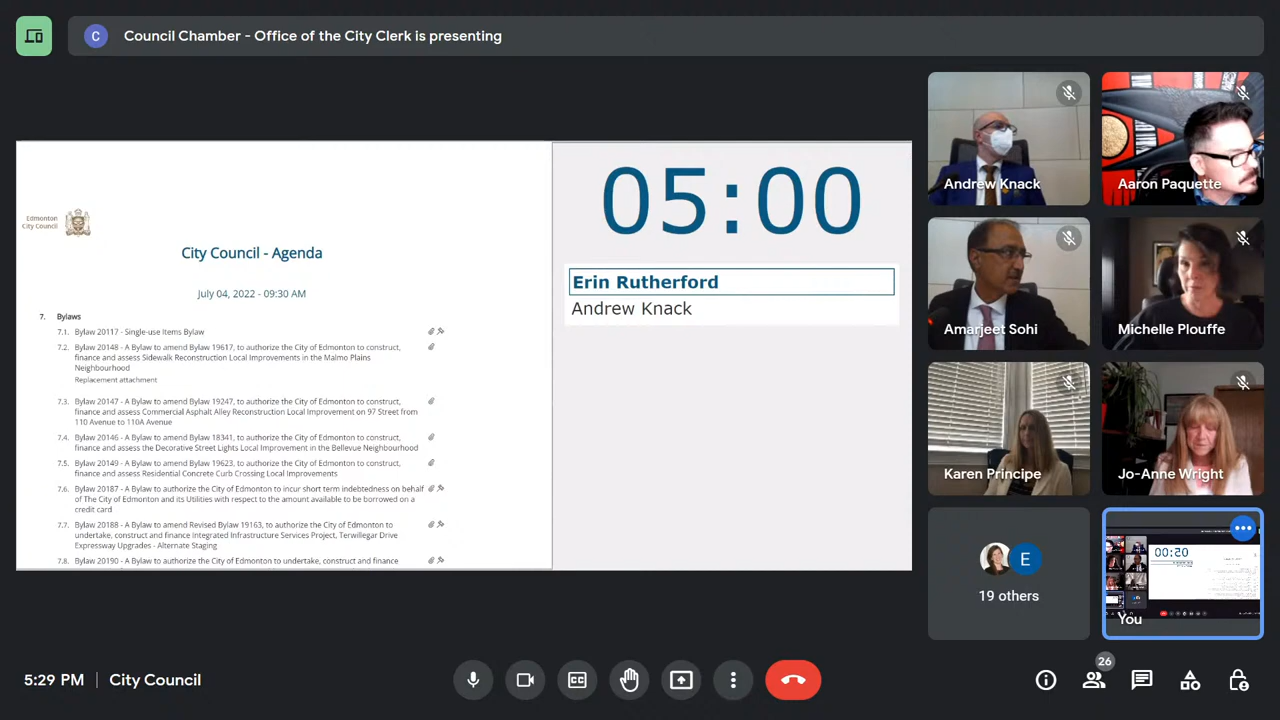 C Council Chamber - Office of the City Clerk is presenting
Edmonton
City Council
City Council - Agenda
July 04, 2022 - 09:30 AM
7. Bylaws
7.1. Bylaw 20117 - Single-use Items Bylaw
7.2. Bylaw 20148 - A Bylaw to amend Bylaw 19617, to authorize the City of Edmonton to construct,
finance and assess Sidewalk Reconstruction Local Improvements in the Malmo Plains
Neighbourhood
Replacement attachment
7.3. Bylaw 20147 - A Bylaw to amend Bylaw 19247, to authorize the City of Edmonton to construct,
finance and assess Commercial Asphalt Alley Reconstruction Local Improvement on 97 Street from
110 Avenue to 110A Avenue
7.4. Bylaw 20146 - A Bylaw to amend Bylaw 18341, to authorize the City of Edmonton to construct,
finance and assess the Decorative Street Lights Local Improvement in the Bellevue Neighbourhood
7.5. Bylaw 20149 - A Bylaw to amend Bylaw 19623, to authorize the City of Edmonton to construct,
finance and assess Residential Concrete Curb Crossing Local Improvements
7.6. Bylaw 20187 - A Bylaw to authorize the City of Edmonton to incur short term indebtedness on behalf
of The City of Edmonton and its Utilities with respect to the amount available to be borrowed on a
credit card
7.7. Bylaw 20188 - A Bylaw to amend Revised Bylaw 19163, to authorize the City of Edmonton to
undertake, construct and finance Integrated Infrastructure Services Project, Terwillegar Drive
Expressway Upgrades - Alternate Staging
7.8. Bylaw 20190 - A Bylaw to authorize the City of Edmonton to undertake, construct and finance
05:00
Erin Rutherford
Andrew Knack
Andrew Knack
Aaron Paquette
Amarjeet Sohi
Michelle Plouffe
Karen Principe
Jo-Anne Wright
E
19 others
You
5:29 PM | City Council
26